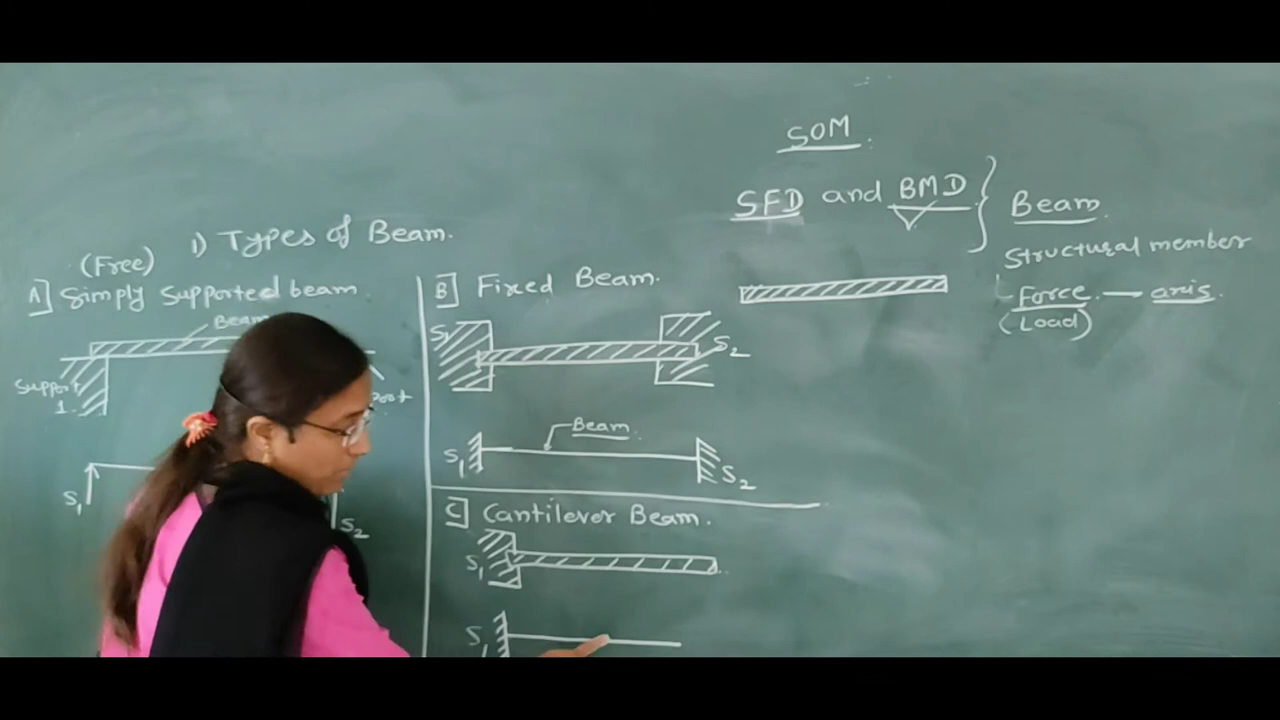 SOM.
SFD and BMD } Beam.
Structural member
Force — axis.
(Load)
1) Types of Beam.
(Free)
A] Simply Supported beam
Beam
Support
1.
S1
S2
B] Fixed Beam.
S1
S2
Beam.
S1
S2
C] Cantilever Beam.
S1
S1